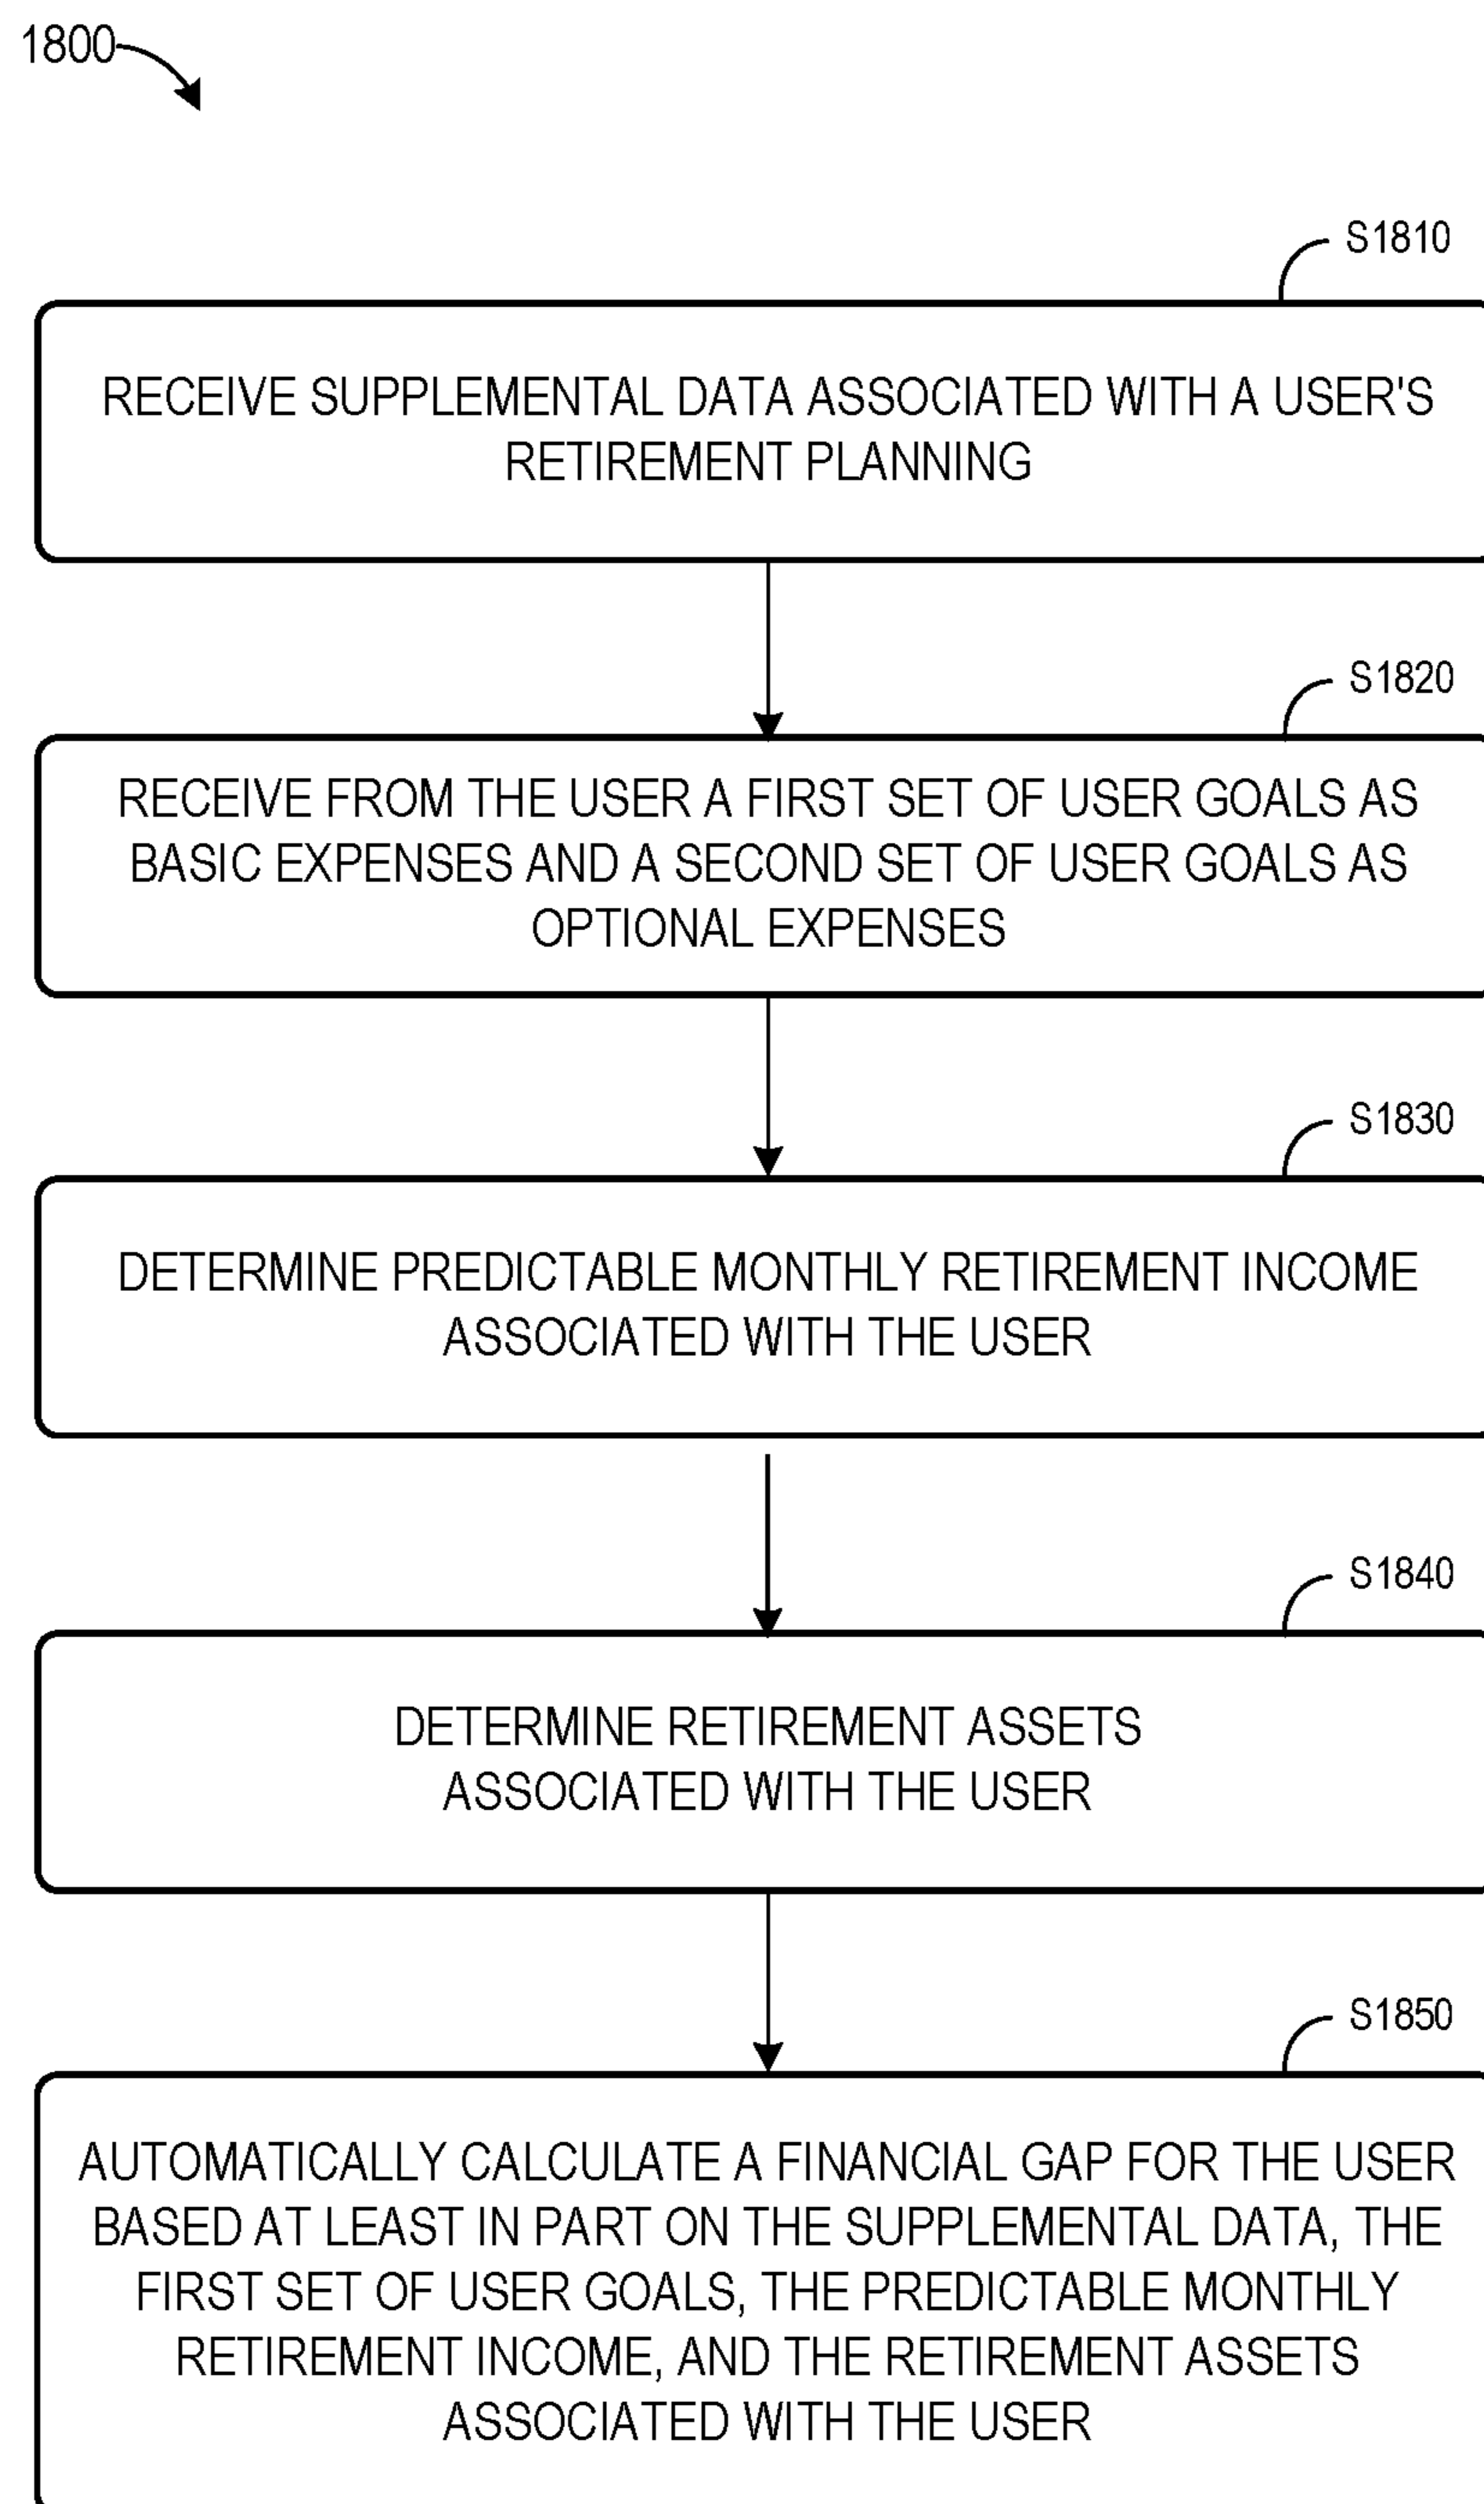 1800
S1810
RECEIVE SUPPLEMENTAL DATA ASSOCIATED WITH A USER'S
RETIREMENT PLANNING
S1820
RECEIVE FROM THE USER A FIRST SET OF USER GOALS AS
BASIC EXPENSES AND A SECOND SET OF USER GOALS AS
OPTIONAL EXPENSES
S1830
DETERMINE PREDICTABLE MONTHLY RETIREMENT INCOME
ASSOCIATED WITH THE USER
S1840
DETERMINE RETIREMENT ASSETS
ASSOCIATED WITH THE USER
S1850
AUTOMATICALLY CALCULATE A FINANCIAL GAP FOR THE USER
BASED AT LEAST IN PART ON THE SUPPLEMENTAL DATA, THE
FIRST SET OF USER GOALS, THE PREDICTABLE MONTHLY
RETIREMENT INCOME, AND THE RETIREMENT ASSETS
ASSOCIATED WITH THE USER